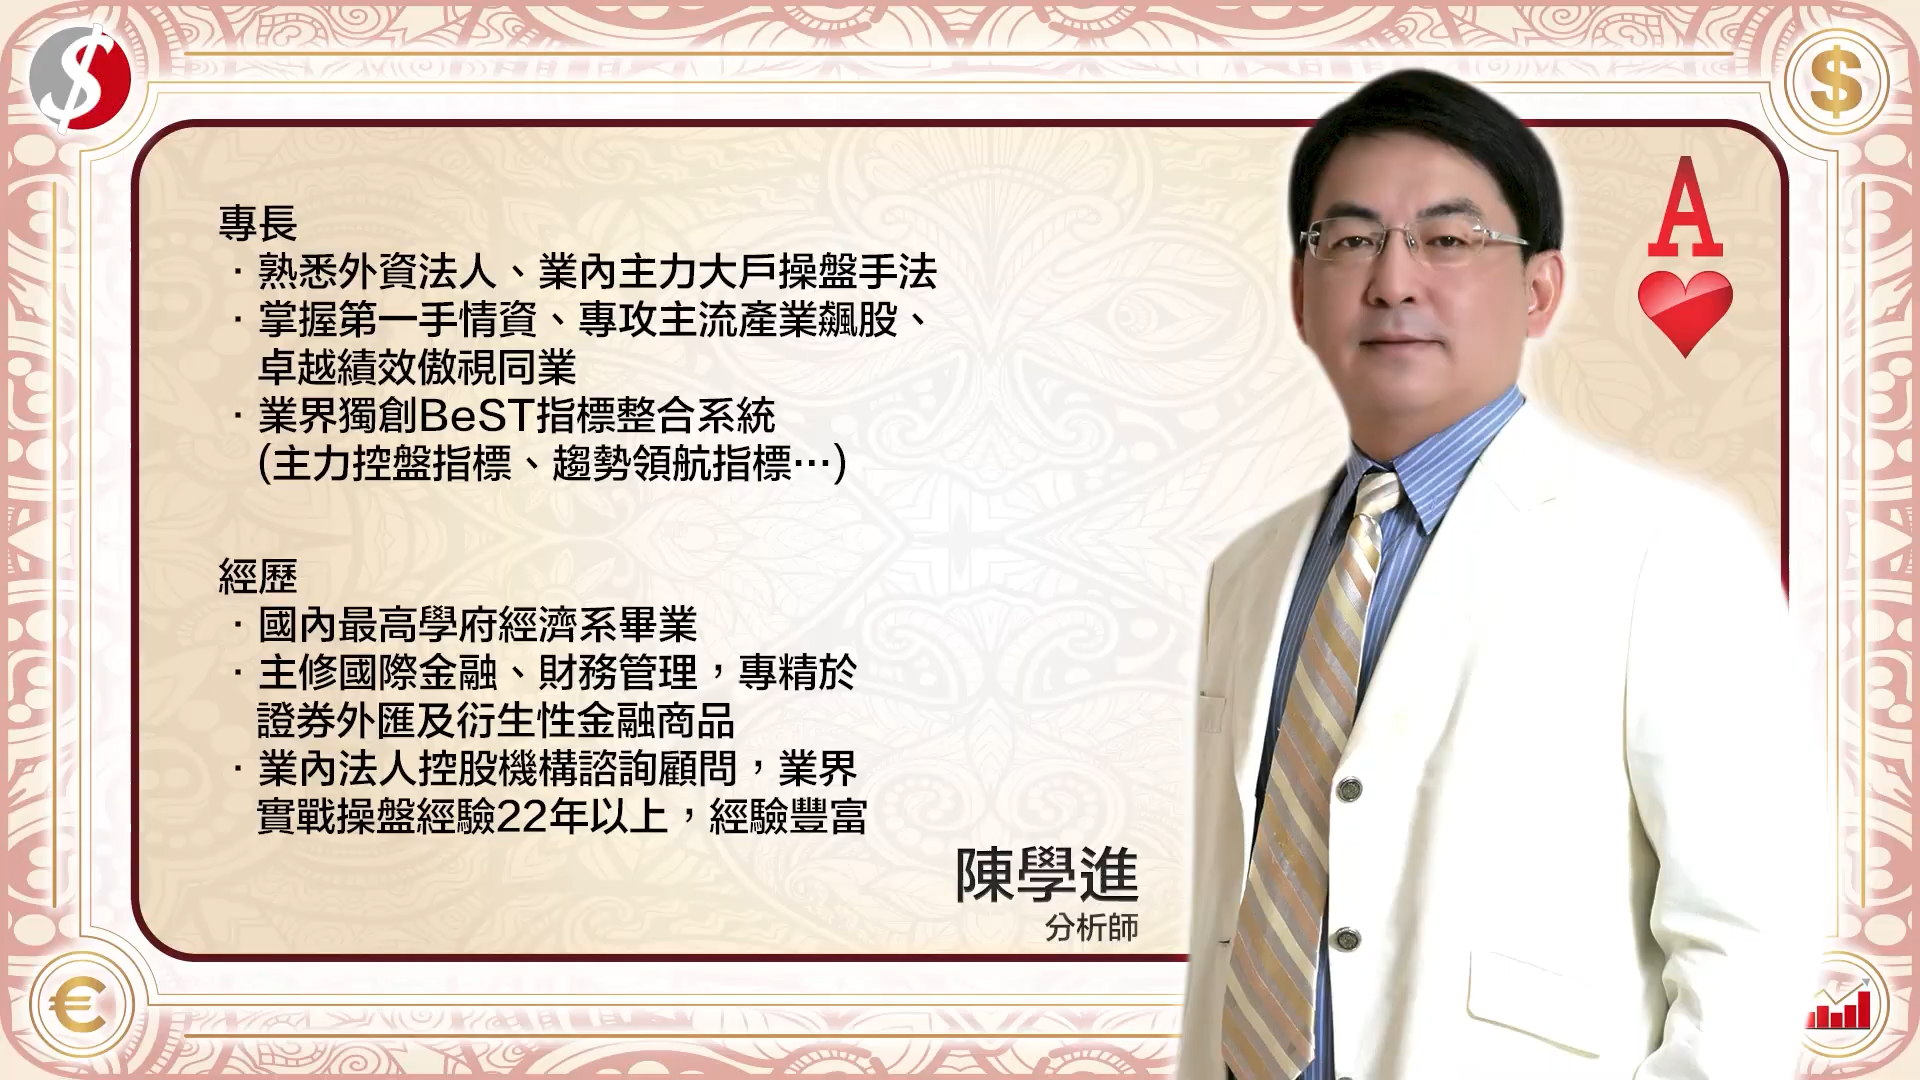 專長
·熟悉外資法人、業內主力大戶操盤手法
·掌握第一手情資、專攻主流產業飆股、
卓越績效傲視同業
·業界獨創BeST指標整合系統
(主力控盤指標、趨勢領航指標…)
經歷
·國內最高學府經濟系畢業
·主修國際金融、財務管理，專精於
證券外匯及衍生性金融商品
·業內法人控股機構諮詢顧問，業界
實戰操盤經驗22年以上，經驗豐富
陳學進
分析師
A